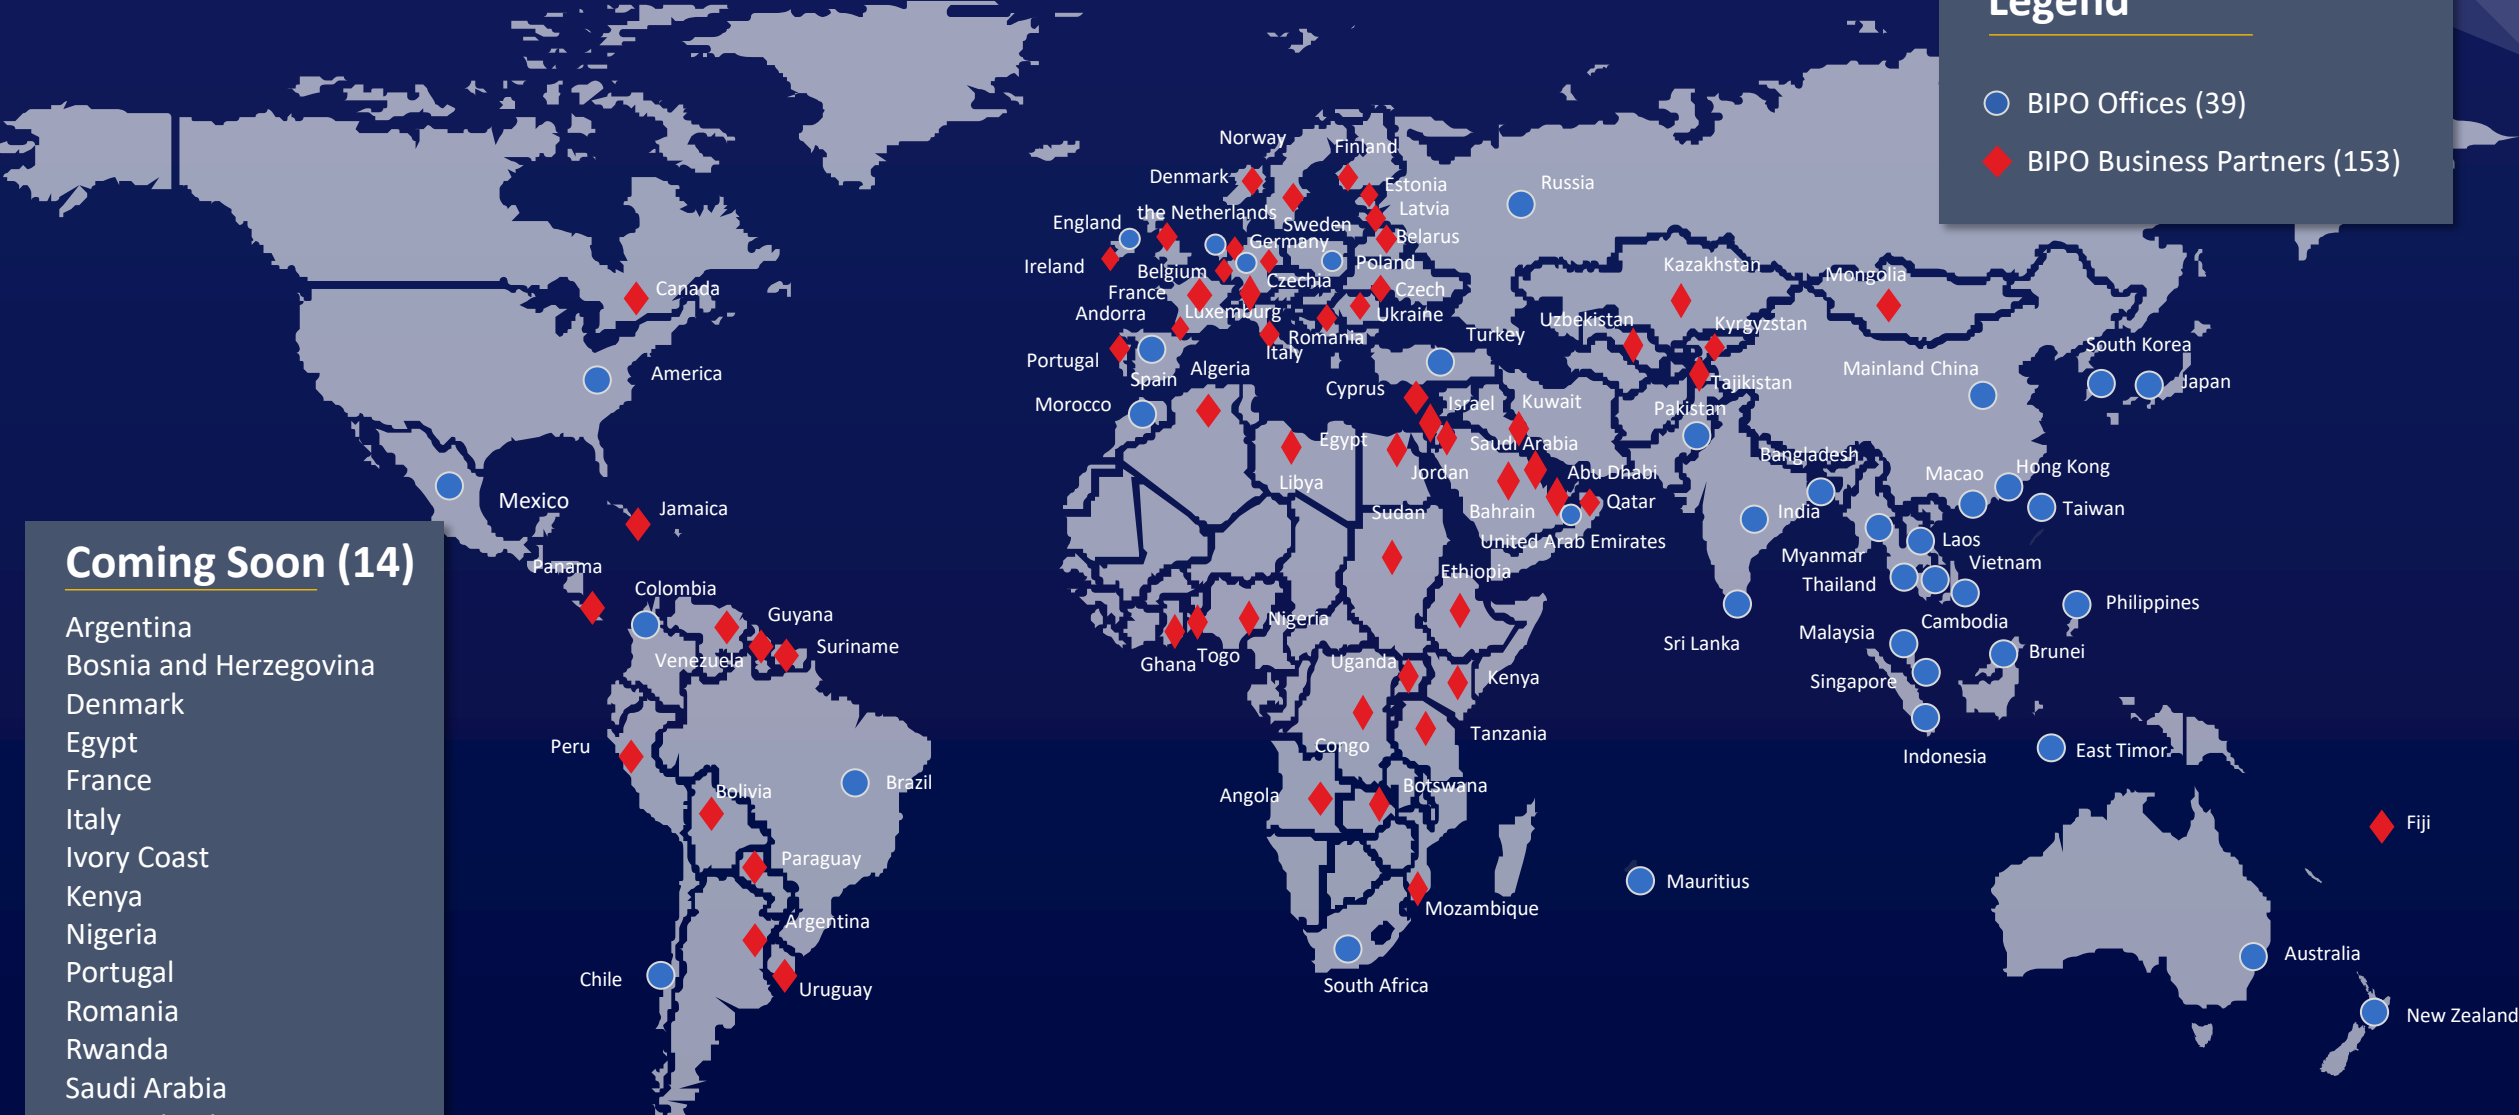 Legend
BIPO Offices (39)
BIPO Business Partners (153)
Norway
Finland
Denmark
Estonia
Russia
the Netherlands
Latvia
England
Sweden
Germany
Belarus
Ireland
Belgium
Poland
Kazakhstan
Mongolia
Canada
France
Czechia
Czech
Andorra
Luxemburg
Ukraine
Uzbekistan
Kyrgyzstan
Portugal
Romania
Italy
Turkey
South Korea
America
Spain
Algeria
Cyprus
Tajikistan
Mainland China
Japan
Morocco
Israel
Kuwait
Pakistan
Egypt
Saudi Arabia
Bangladesh
Hong Kong
Libya
Jordan
Abu Dhabi
Macao
Mexico
Jamaica
Sudan
Bahrain
Qatar
India
Taiwan
United Arab Emirates
Laos
Myanmar
Vietnam
Panama
Ethiopia
Thailand
Colombia
Guyana
Nigeria
Philippines
Cambodia
Suriname
Venezuela
Ghana
Togo
Uganda
Kenya
Sri Lanka
Malaysia
Brunei
Singapore
Peru
Congo
Tanzania
Indonesia
East Timor
Bolivia
Brazil
Angola
Botswana
Fiji
Paraguay
Mauritius
Argentina
Mozambique
Chile
Uruguay
South Africa
Australia
New Zealand
Coming Soon (14)
Argentina
Bosnia and Herzegovina
Denmark
Egypt
France
Italy
Ivory Coast
Kenya
Nigeria
Portugal
Romania
Rwanda
Saudi Arabia